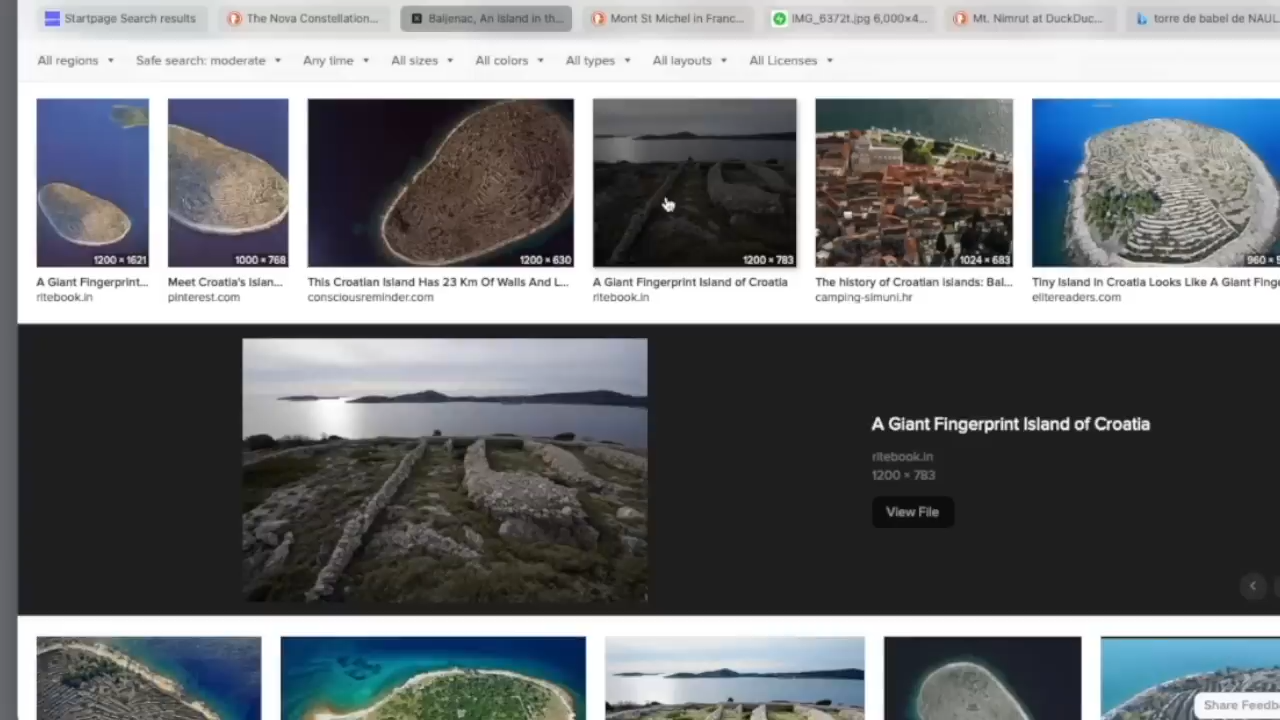 Startpage Search results
The Nova Constellation...
Baljenac, An Island in th...
Mont St Michel in Franc...
IMG_6372t.jpg 6,000×4...
Mt. Nimrut at DuckDuc...
torre de babel de NAUL
All regions
Safe search: moderate
Any time
All sizes
All colors
All types
All layouts
All Licenses
1200 × 1621
1000 × 768
1200 × 630
1200 × 783
1024 × 683
960 × 5
A Giant Fingerprint...
ritebook.in
Meet Croatia's Islan...
pinterest.com
This Croatian Island Has 23 Km Of Walls And L...
consciousreminder.com
A Giant Fingerprint Island of Croatia
ritebook.in
The history of Croatian islands: Bal...
camping-simuni.hr
Tiny Island In Croatia Looks Like A Giant Finge
elitereaders.com
A Giant Fingerprint Island of Croatia
ritebook.in
1200 × 783
View File
Share Feedb